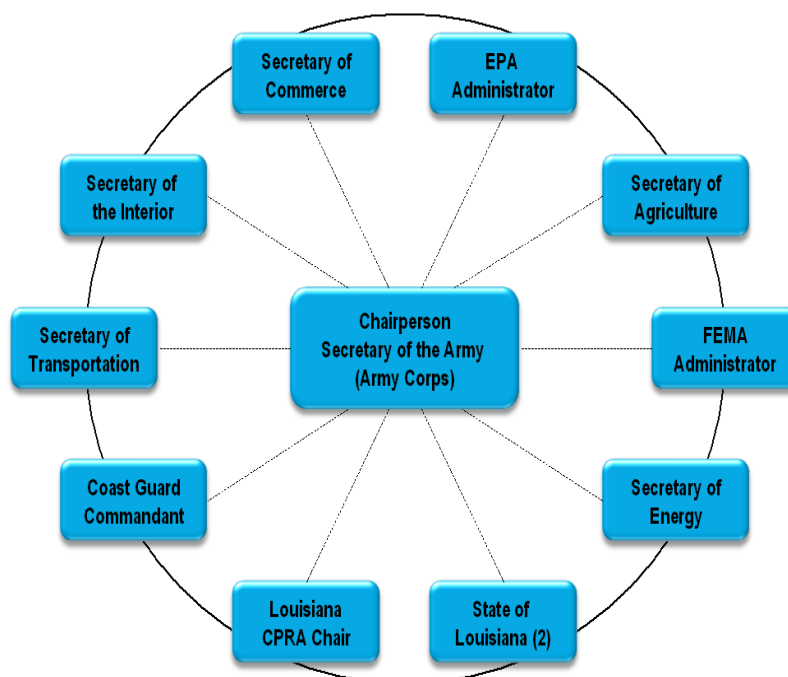 Secretary of
Commerce
EPA
Administrator
Secretary of
the Interior
Secretary of
Agriculture
Secretary of
Transportation
Chairperson
Secretary of the Army
(Army Corps)
FEMA
Administrator
Coast Guard
Commandant
Secretary of
Energy
Louisiana
CPRA Chair
State of
Louisiana (2)